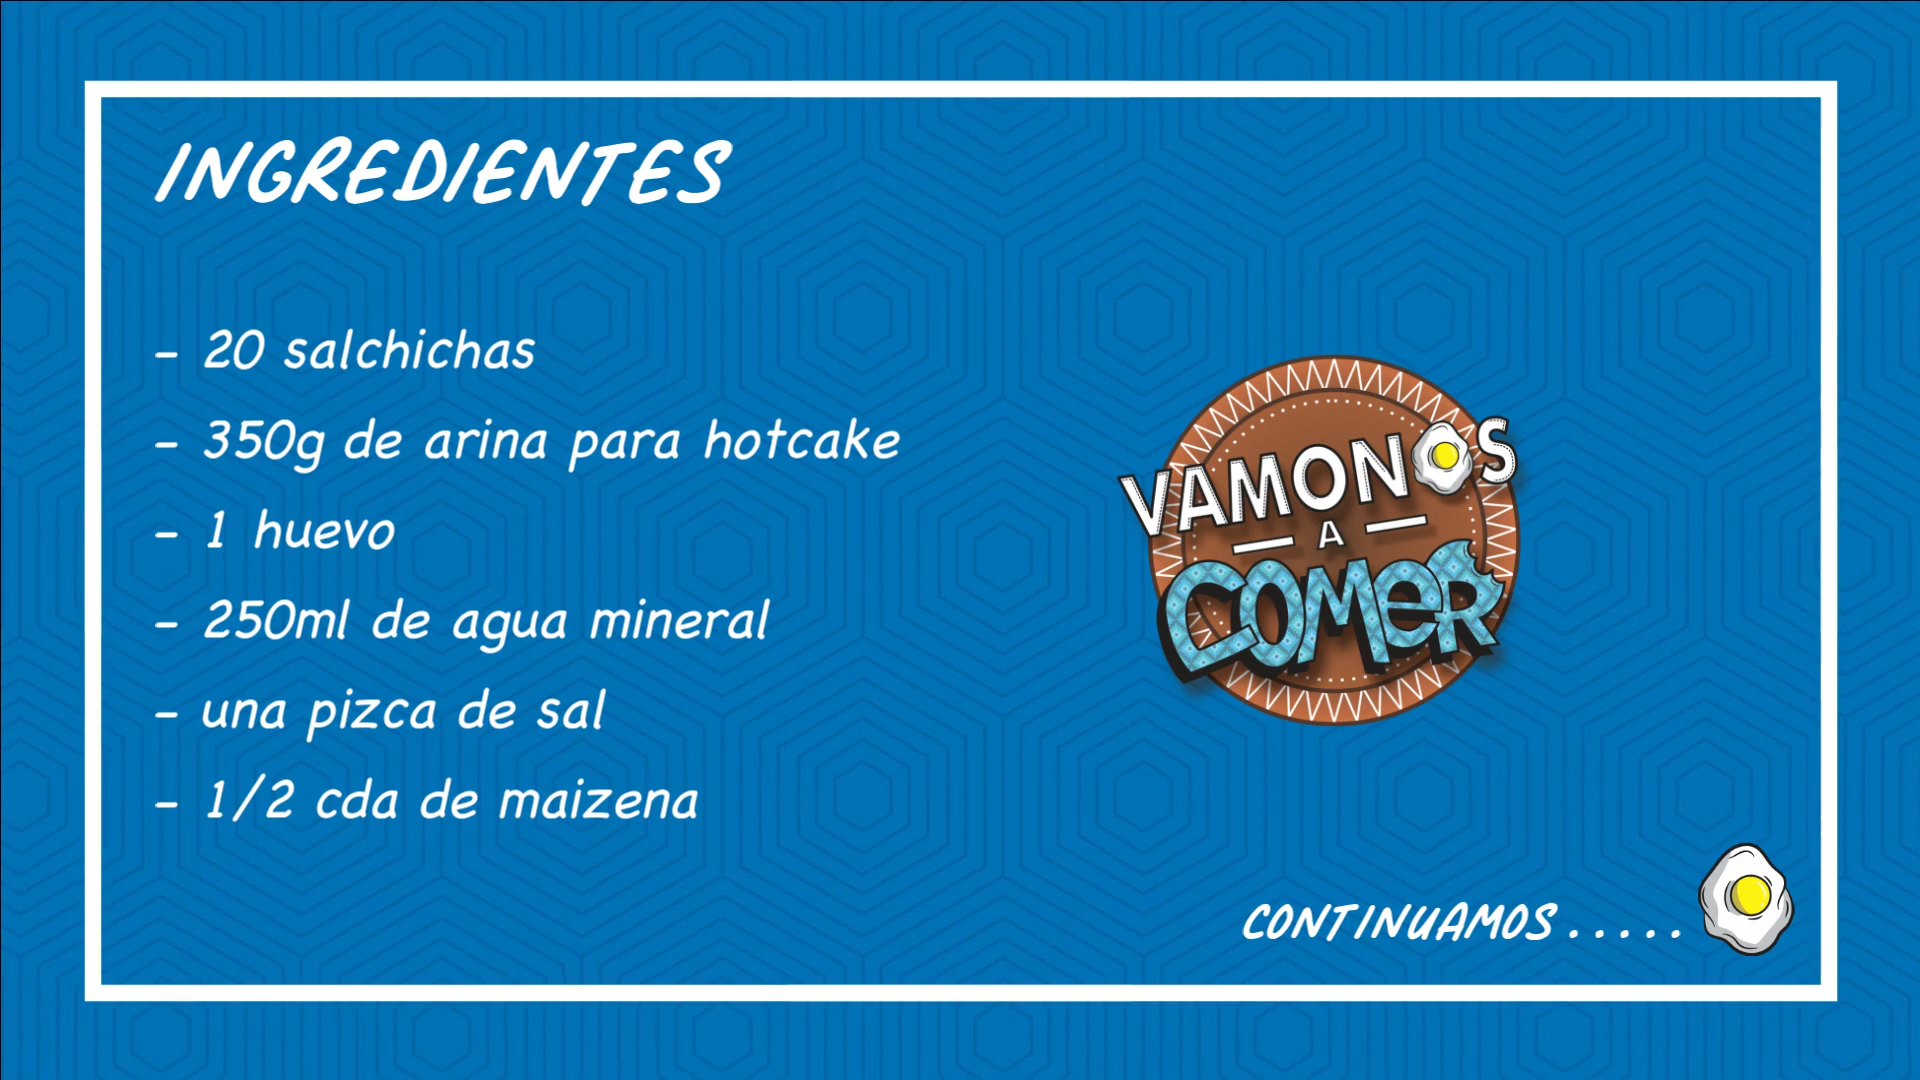 INGREDIENTES
- 20 salchichas
- 350g de arina para hotcake
- 1 huevo
- 250ml de agua mineral
- una pizca de sal
- 1/2 cda de maizena
VAMONOS
A
COMER
CONTINUAMOS.....